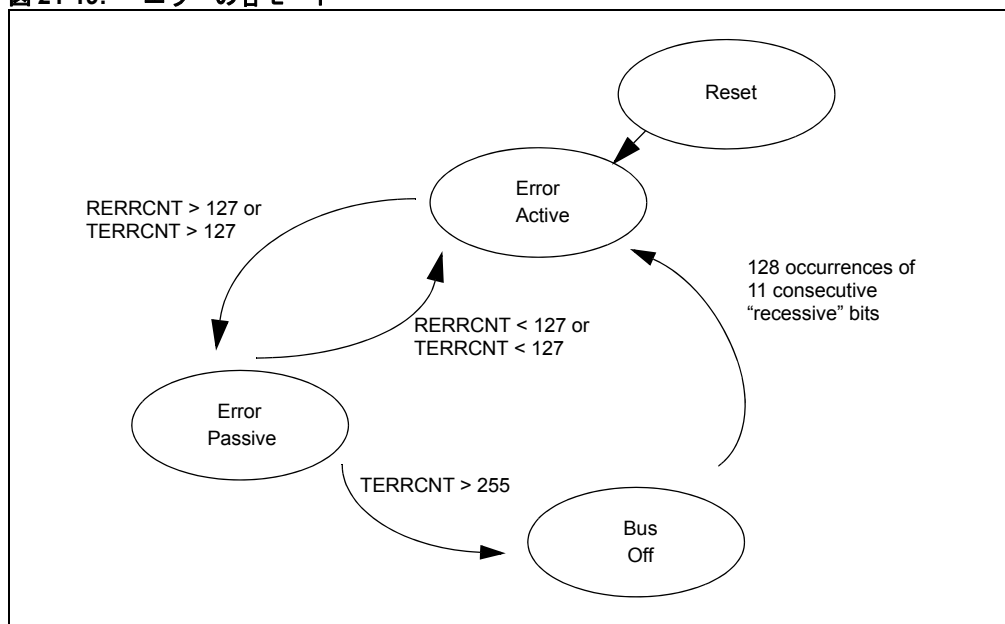 Reset
Error
Active
RERRCNT > 127 or
TERRCNT > 127
128 occurrences of
11 consecutive
“recessive” bits
RERRCNT < 127 or
TERRCNT < 127
Error
Passive
TERRCNT > 255
Bus
Off